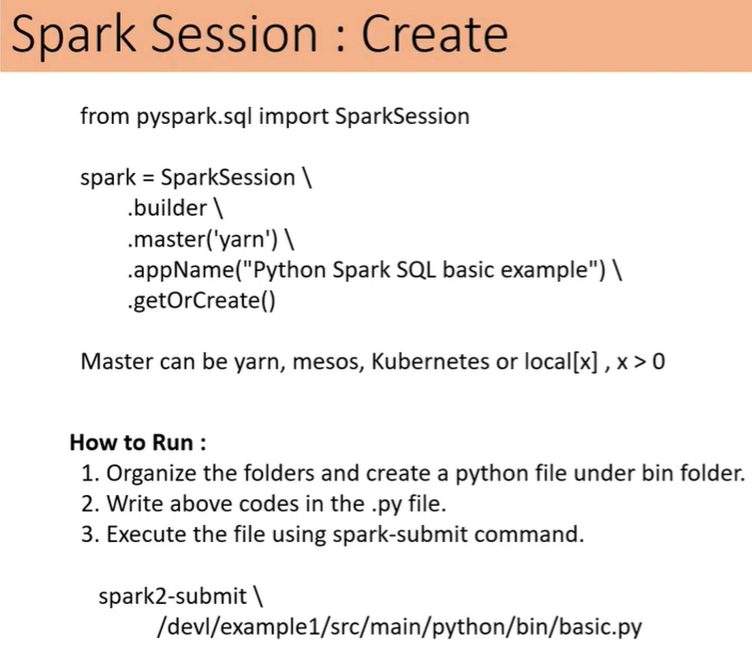 Spark Session : Create
from pyspark.sql import SparkSession
spark = SparkSession \
.builder \
.master('yarn') \
.appName("Python Spark SQL basic example") \
.getOrCreate()
Master can be yarn, mesos, Kubernetes or local[x] , x > 0
How to Run :
1. Organize the folders and create a python file under bin folder.
2. Write above codes in the .py file.
3. Execute the file using spark-submit command.
spark2-submit \
/devl/example1/src/main/python/bin/basic.py